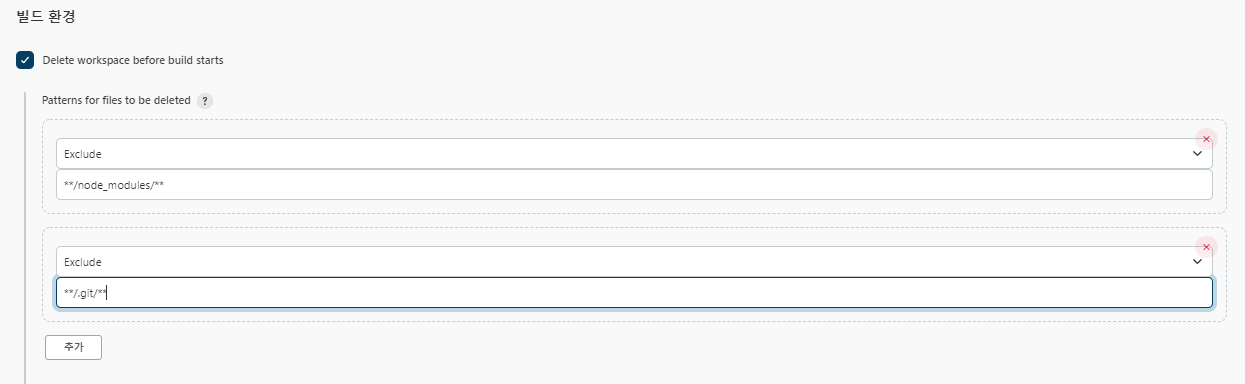 빌드 환경
Delete workspace before build starts
Patterns for files to be deleted ?
Exclude
**/node_modules/**
Exclude
**/.git/**
추가